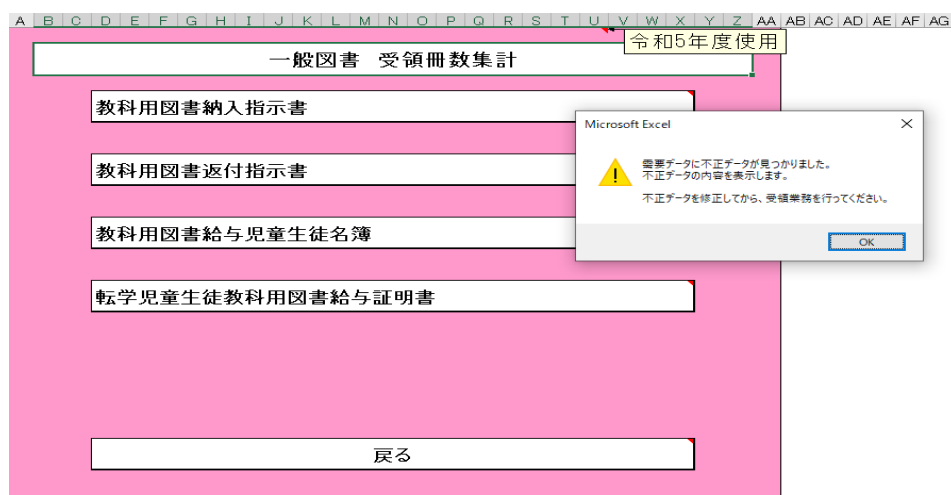 A B C D E F G H I J K L M N O P Q R S T U V W X Y Z AA AB AC AD AE AF AG
令和5年度使用
一般図書 受領冊数集計
教科用図書納入指示書
教科用図書返付指示書
教科用図書給与児童生徒名簿
転学児童生徒教科用図書給与証明書
戻る
Microsoft Excel
需要データに不正データが見つかりました。
不正データの内容を表示します。
不正データを修正してから、受領業務を行ってください。
OK